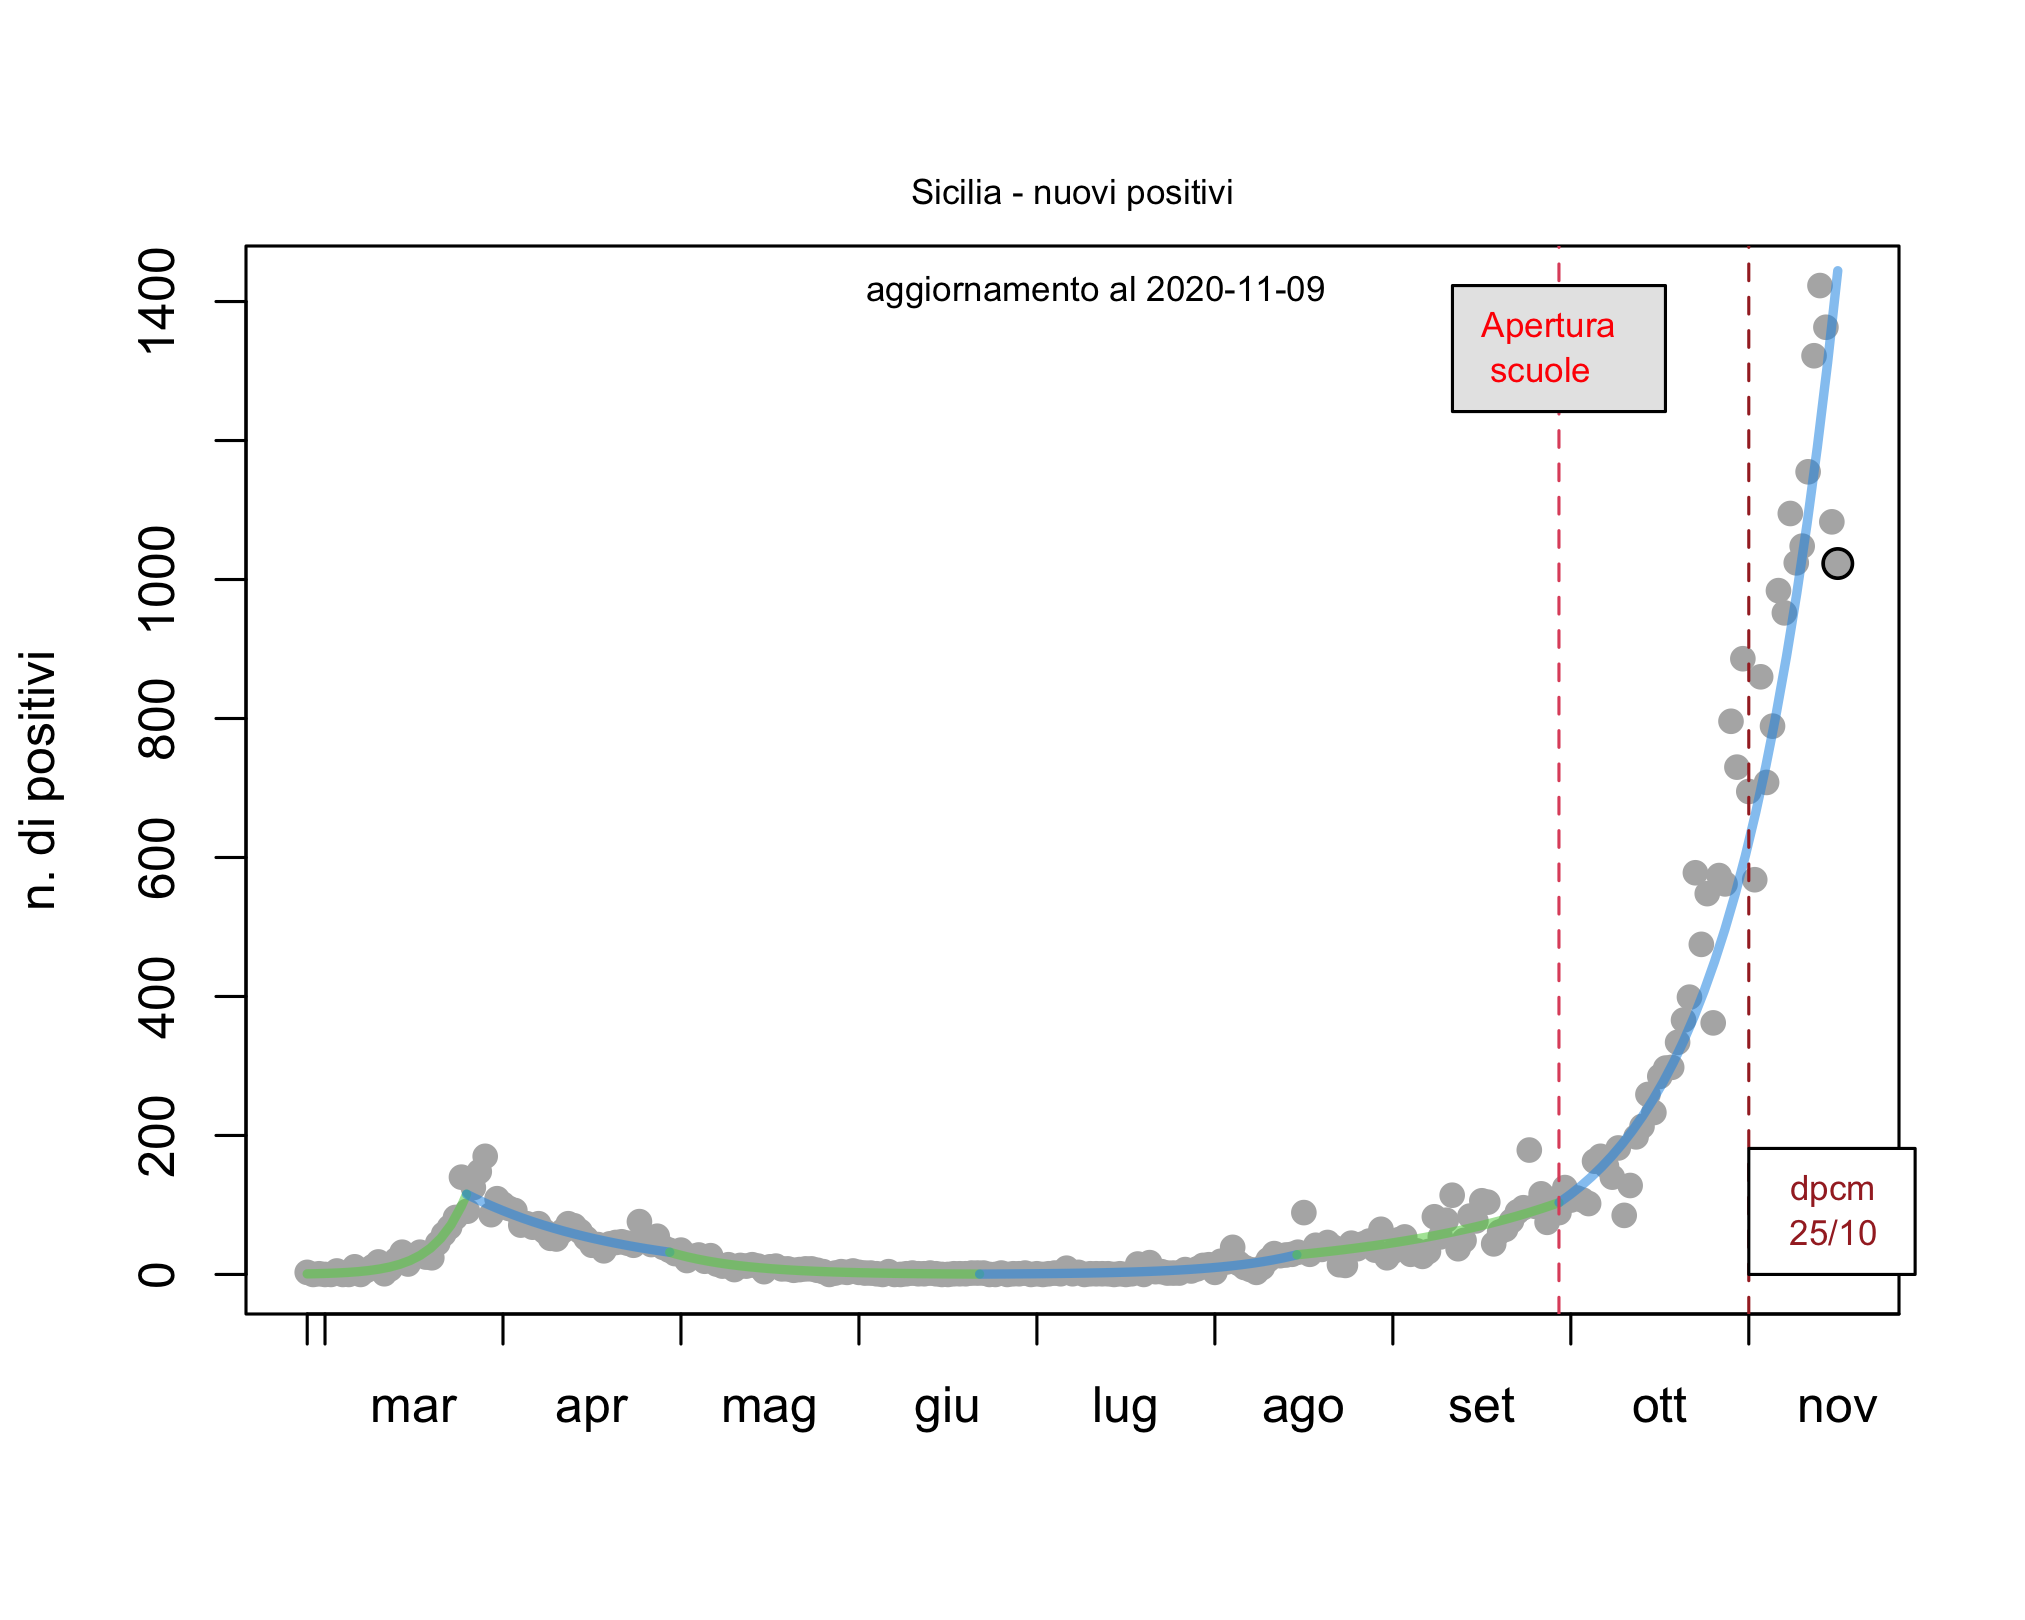 Sicilia - nuovi positivi
aggiornamento al 2020-11-09
Apertura
scuole
n. di positivi
1400
1000
800
600
400
200
0
dpcm
25/10
mar apr mag giu lug ago set ott nov